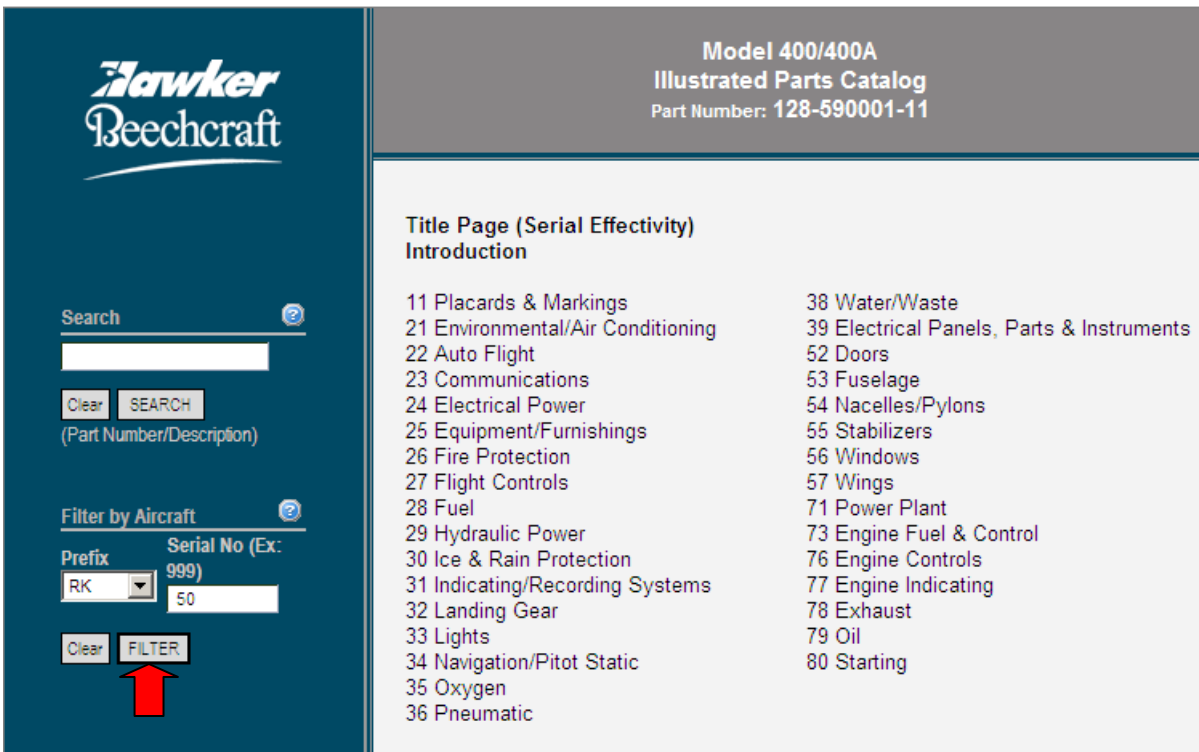 Hawker
Beechcraft
Model 400/400A
Illustrated Parts Catalog
Part Number: 128-590001-11
Search
Clear SEARCH
(Part Number/Description)
Filter by Aircraft
Prefix
Serial No (Ex:
999)
RK
50
Clear FILTER
Title Page (Serial Effectivity)
Introduction
11 Placards & Markings
21 Environmental/Air Conditioning
22 Auto Flight
23 Communications
24 Electrical Power
25 Equipment/Furnishings
26 Fire Protection
27 Flight Controls
28 Fuel
29 Hydraulic Power
30 Ice & Rain Protection
31 Indicating/Recording Systems
32 Landing Gear
33 Lights
34 Navigation/Pitot Static
35 Oxygen
36 Pneumatic
38 Water/Waste
39 Electrical Panels, Parts & Instruments
52 Doors
53 Fuselage
54 Nacelles/Pylons
55 Stabilizers
56 Windows
57 Wings
71 Power Plant
73 Engine Fuel & Control
76 Engine Controls
77 Engine Indicating
78 Exhaust
79 Oil
80 Starting